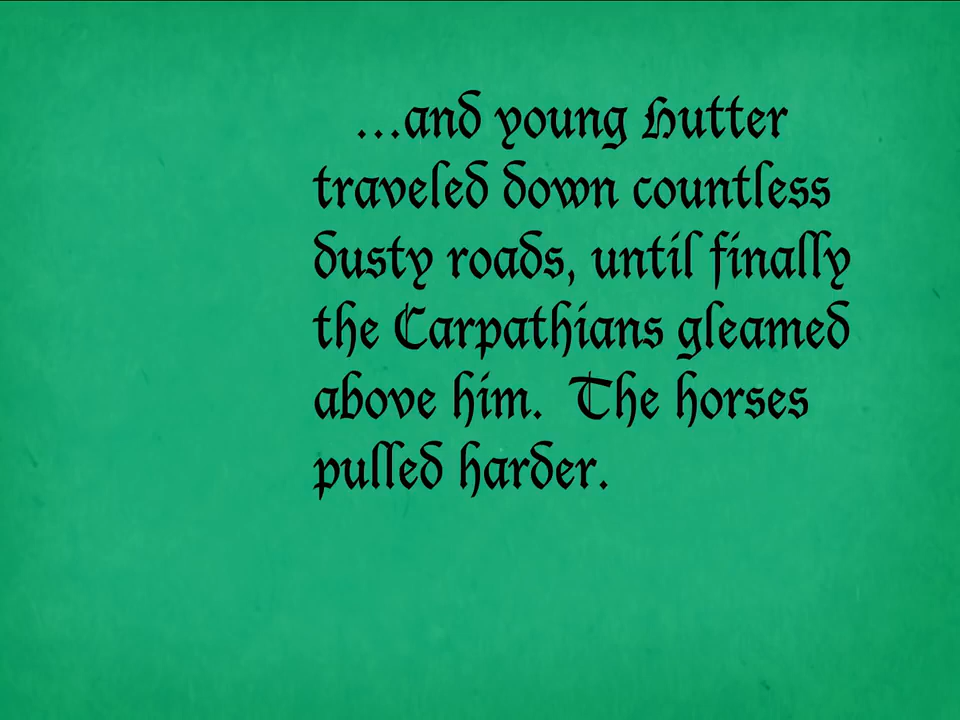 ...and young Hutter
traveled down countless
dusty roads, until finally
the Carpathians gleamed
above him. The horses
pulled harder.